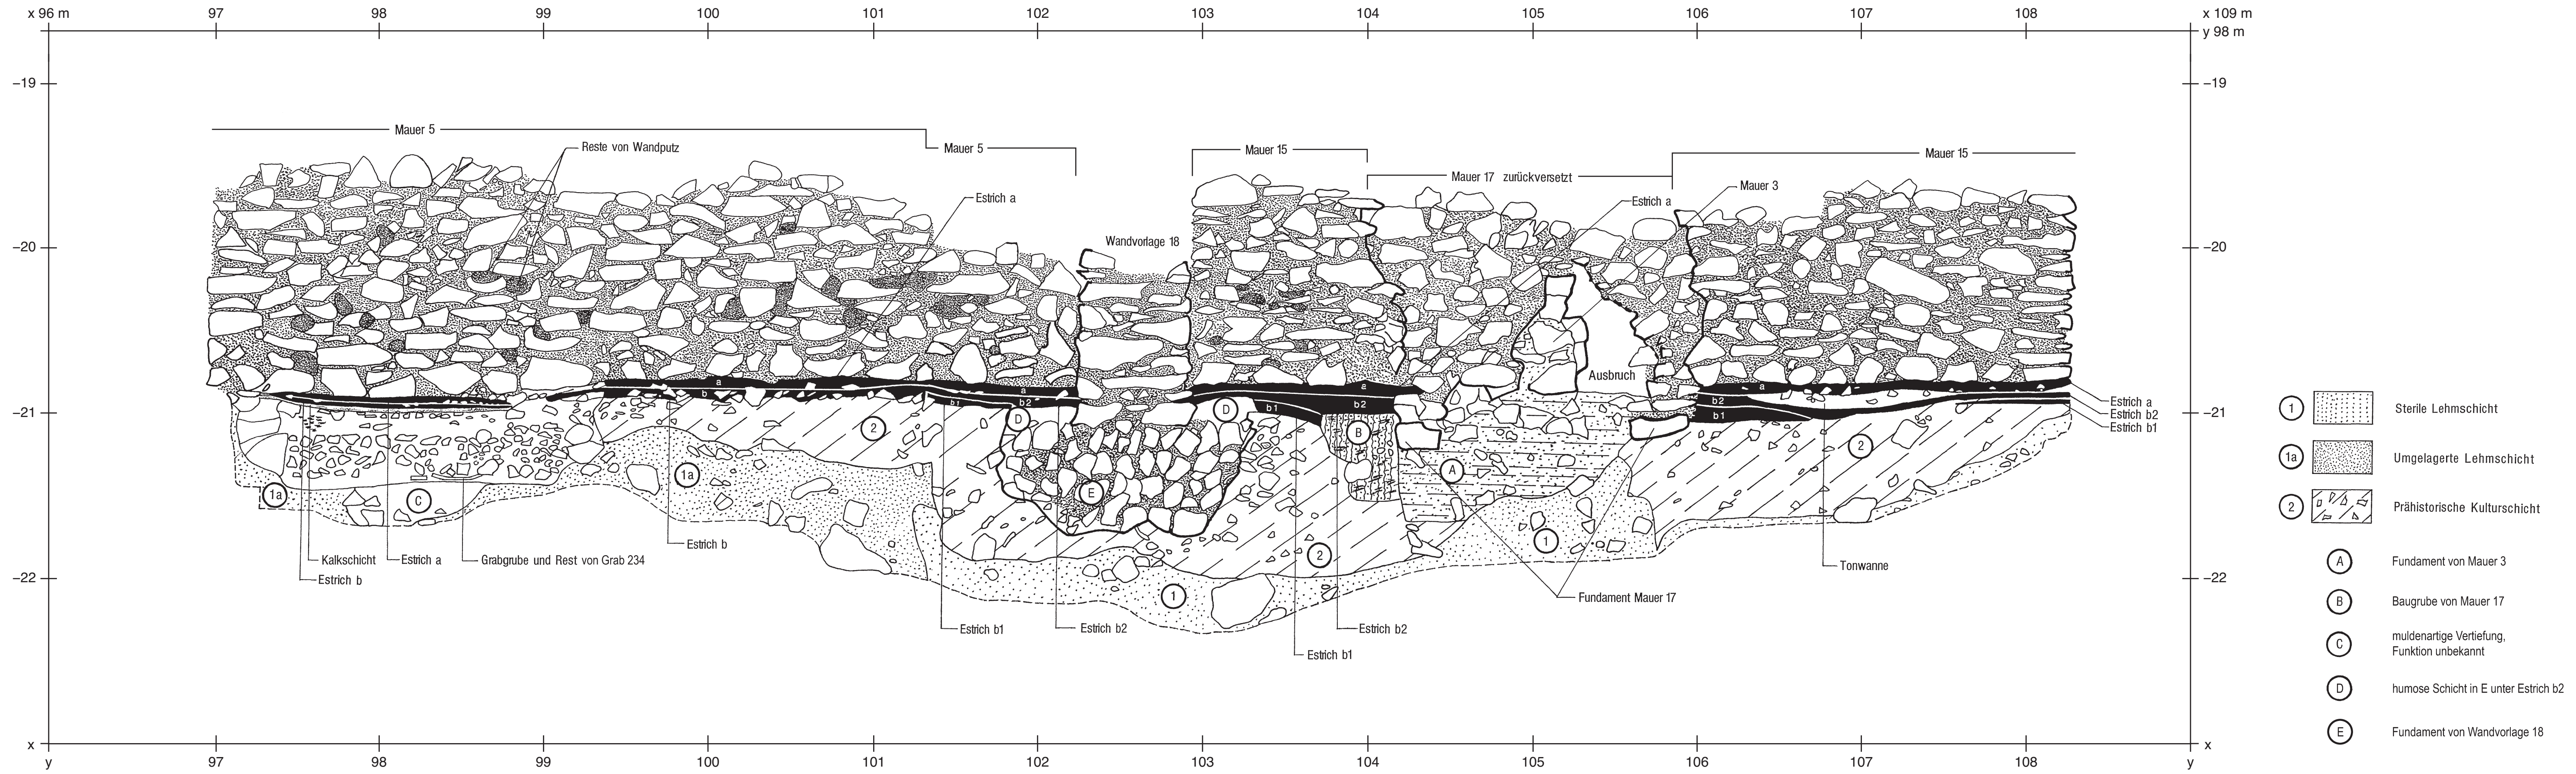 x 96 m 97 98 99 100 101 102 103 104 105 106 107 108 x 109 m
y 98 m
−19 −19
Mauer 5
Reste von Wandputz
Mauer 5
Mauer 15
Mauer 15
Mauer 17 zurückversetzt
Mauer 3
Estrich a
Estrich a
−20 −20
Wandvorlage 18
Ausbruch
a a a a
b b1 b2 b1 b2 b2 b1
−21 −21
Estrich a
Estrich b2
Estrich b1
D D B
2 2
1a 1a C E A
1 2 1
Kalkschicht
Estrich b
Estrich a
Grabgrube und Rest von Grab 234
Estrich b
Tonwanne
−22 −22
Fundament Mauer 17
Estrich b1
Estrich b2
Estrich b2
Estrich b1
x x
y 97 98 99 100 101 102 103 104 105 106 107 108 y
1 Sterile Lehmschicht
1a Umgelagerte Lehmschicht
2 Prähistorische Kulturschicht
A Fundament von Mauer 3
B Baugrube von Mauer 17
C muldenartige Vertiefung,
Funktion unbekannt
D humose Schicht in E unter Estrich b2
E Fundament von Wandvorlage 18